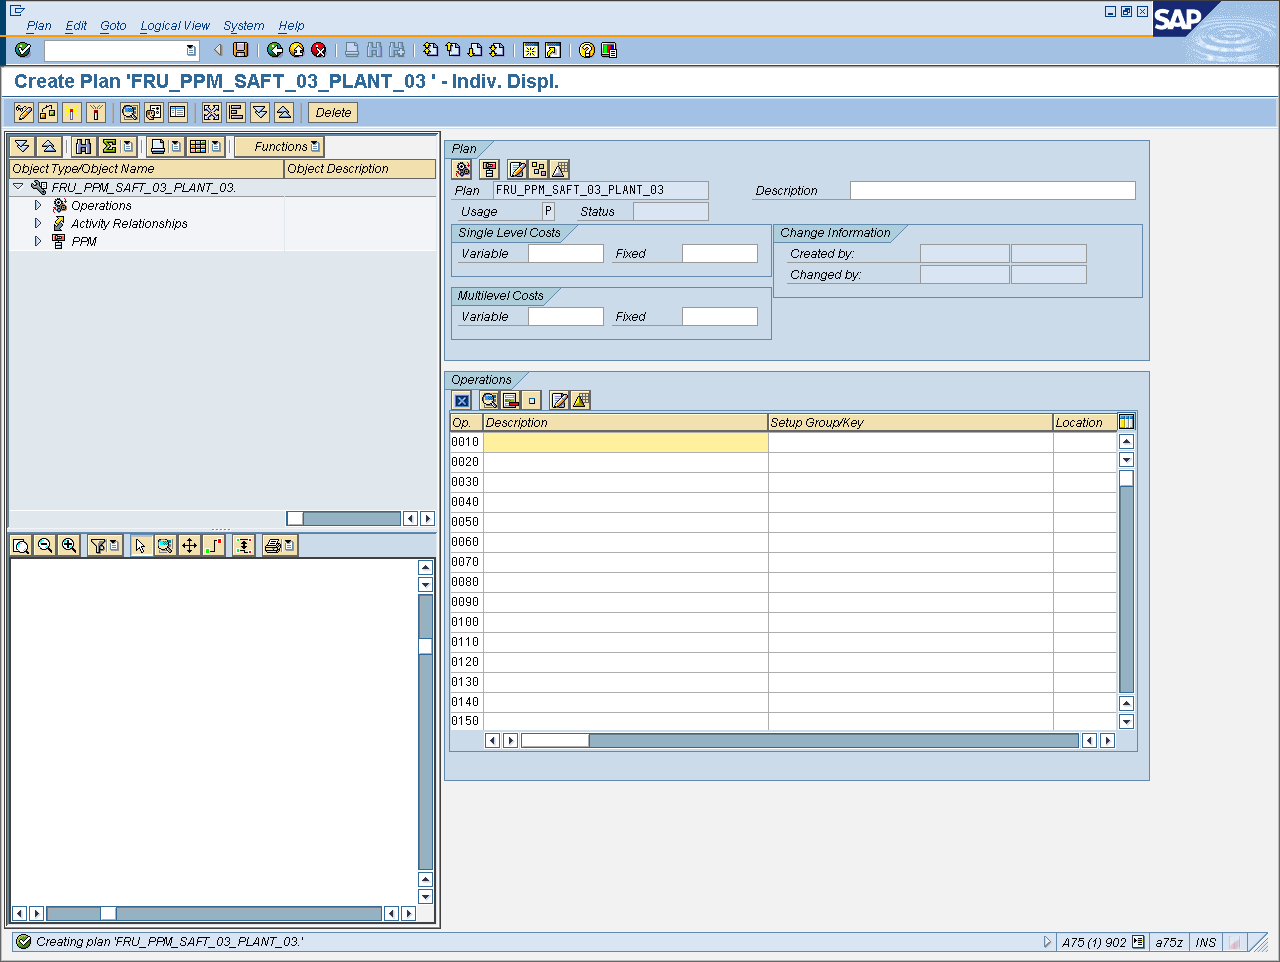 Plan Edit Goto Logical View System Help
SAP
Create Plan 'FRU_PPM_SAFT_03_PLANT_03 ' - Indiv. Displ.
Delete
Functions
Object Type/Object Name Object Description
FRU_PPM_SAFT_03_PLANT_03.
Operations
Activity Relationships
PPM
Plan
Plan FRU_PPM_SAFT_03_PLANT_03 Description
Usage P Status
Single Level Costs
Variable Fixed
Change Information
Created by:
Changed by:
Multilevel Costs
Variable Fixed
Operations
Op. Description Setup Group/Key Location
0010
0020
0030
0040
0050
0060
0070
0080
0090
0100
0110
0120
0130
0140
0150
Creating plan 'FRU_PPM_SAFT_03_PLANT_03.'
A75 (1) 902 a75z INS